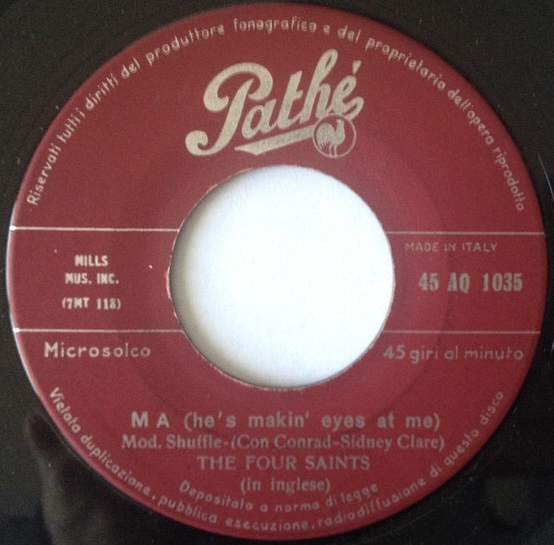 Riservati tutti i diritti del produttore fonografico e del proprietario dell'opera riprodotta
Pathé
MILLS
MUS. INC.
(7MT 118)
MADE IN ITALY
45 AQ 1035
Microsolco
45 giri al minuto
MA (he's makin' eyes at me)
Mod. Shuffle-(Con Conrad-Sidney Clare)
THE FOUR SAINTS
(in inglese)
Depositato a norma di legge
Vietata duplicazione, pubblica esecuzione, radiodiffusione di questo disco